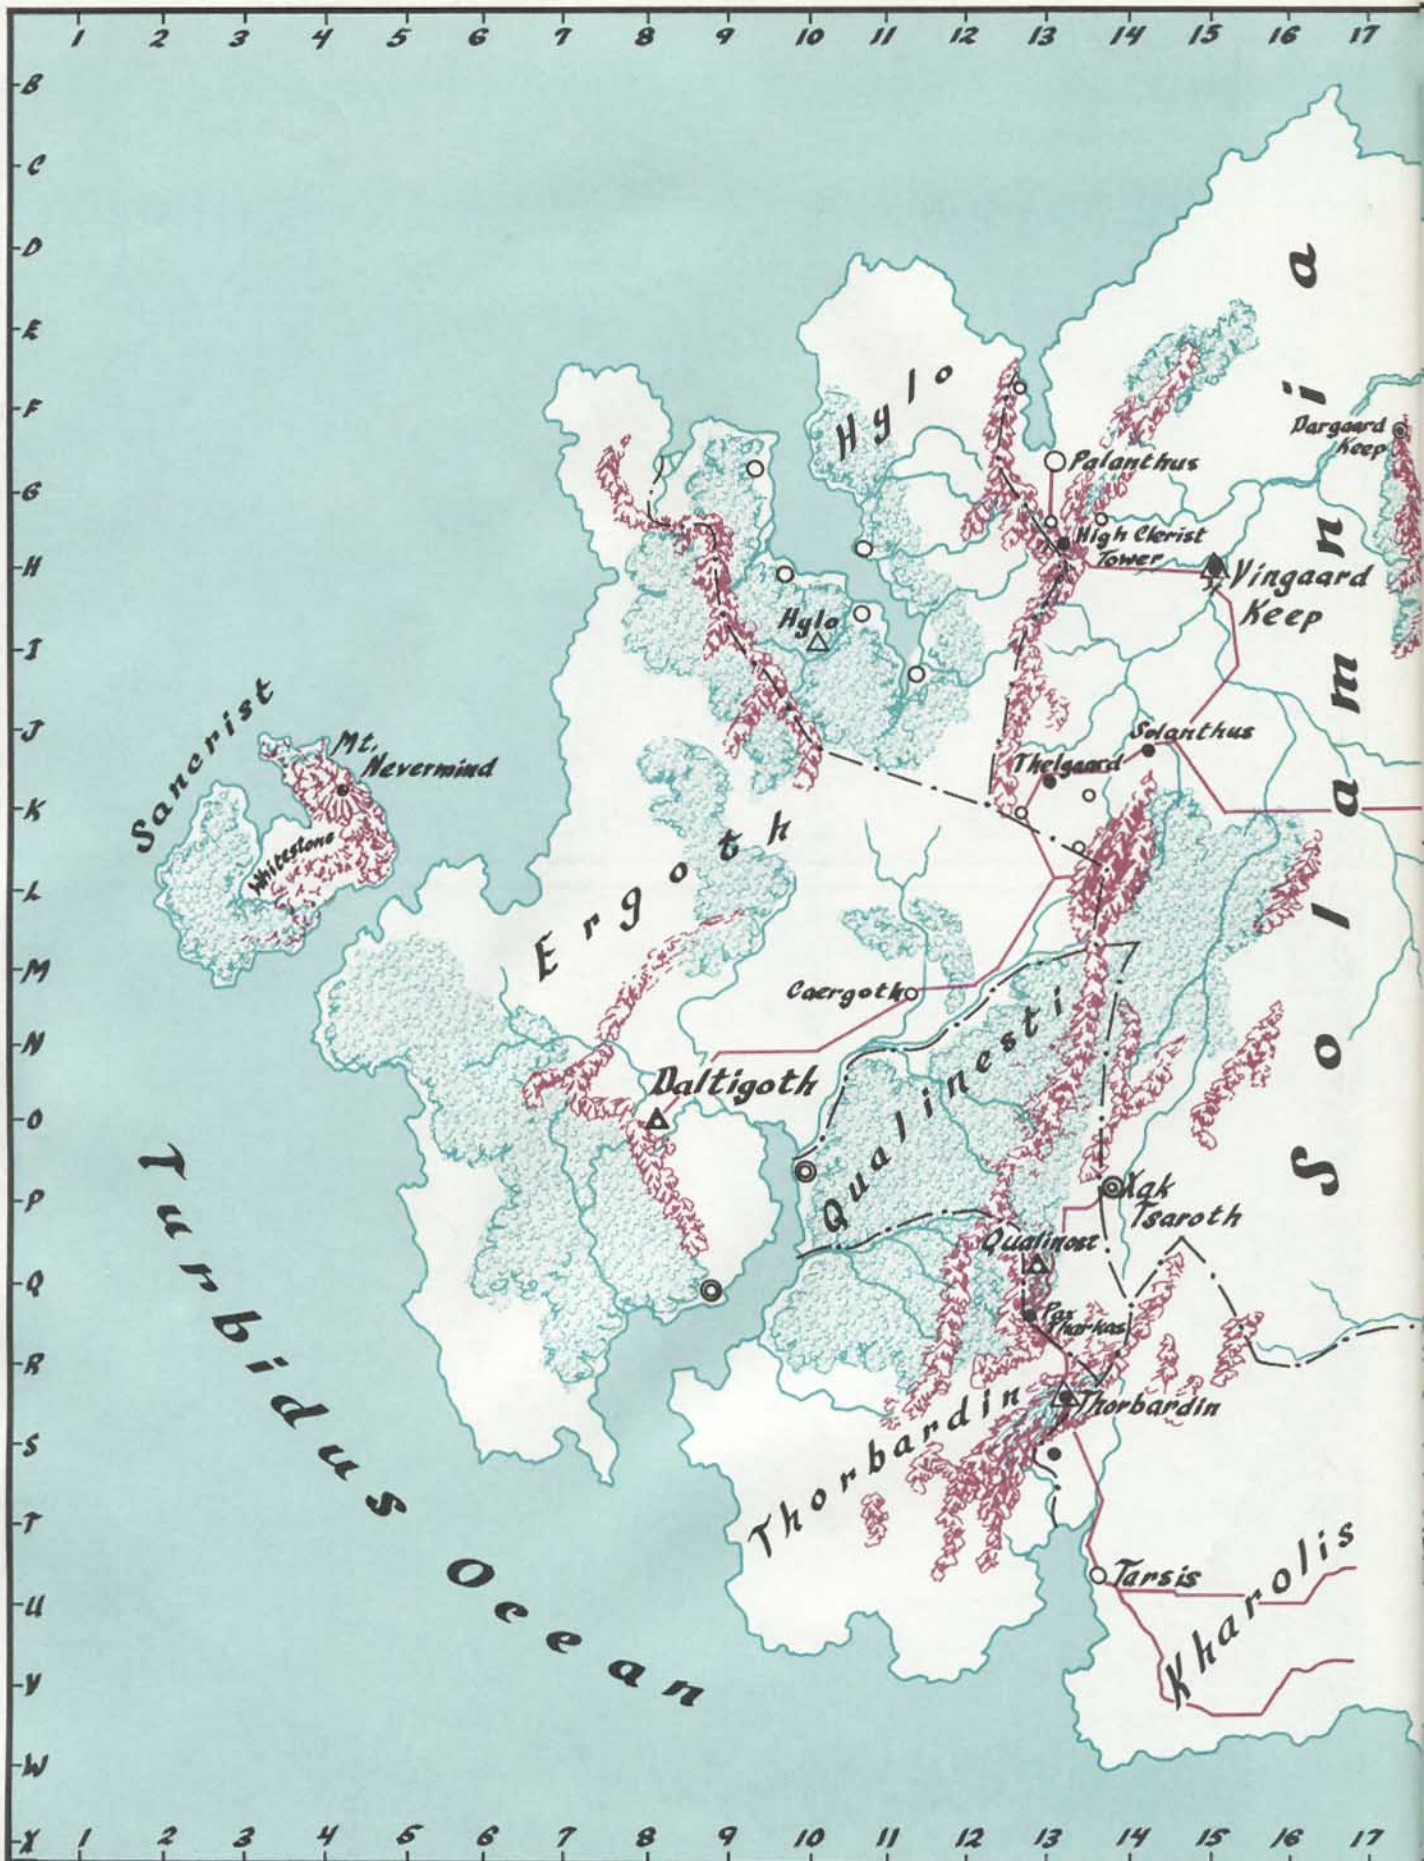 1 2 3 4 5 6 7 8 9 10 11 12 13 14 15 16 17
B
C
D
E
F
G
H
I
J
K
L
M
N
O
P
Q
R
S
T
U
V
W
X
Solamnia
Hylo
Dargaard
Keep
Palanthus
High Clerist
Tower
Vingaard
Keep
Hylo
Sancrist
Mt.
Nevermind
Whitestone
Solanthus
Thelgaard
Ergoth
Caergoth
Qualinesti
Daltigoth
Xak
Tsaroth
Qualinost
Pax
Tharkas
Turbidus Ocean
Thorbardin
Thorbardin
Tarsis
Kharolis
1 2 3 4 5 6 7 8 9 10 11 12 13 14 15 16 17